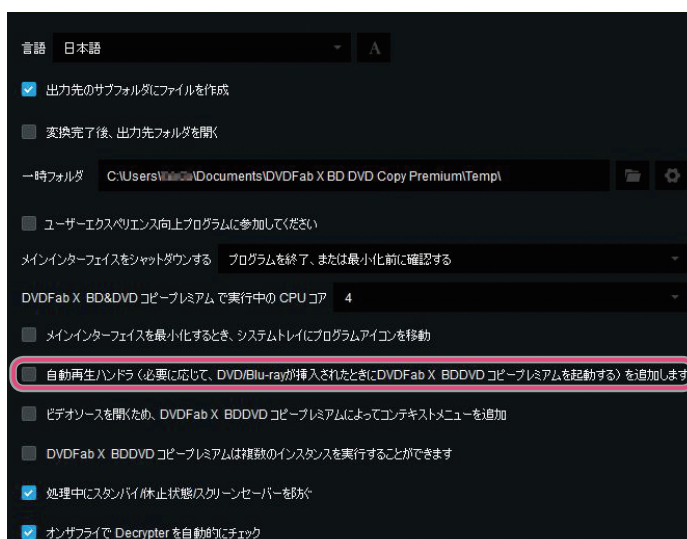 言語 日本語 A
出力先のサブフォルダにファイルを作成
変換完了後、出力先フォルダを開く
一時フォルダ C:\Users\ \Documents\DVDFab X BD DVD Copy Premium\Temp\
ユーザーエクスペリエンス向上プログラムに参加してください
メインインターフェイスをシャットダウンする プログラムを終了、または最小化前に確認する
DVDFab X BD&DVD コピープレミアム で実行中の CPU コア 4
メインインターフェイスを最小化するとき、システムトレイにプログラムアイコンを移動
自動再生ハンドラ（必要に応じて、DVD/Blu-rayが挿入されたときにDVDFab X BDDVD コピープレミアムを起動する）を追加します
ビデオソースを開くため、DVDFab X BDDVD コピープレミアムによってコンテキストメニューを追加
DVDFab X BDDVD コピープレミアムは複数のインスタンスを実行することができます
処理中にスタンバイ/休止状態/スクリーンセーバーを防ぐ
オンザフライで Decrypter を自動的にチェック